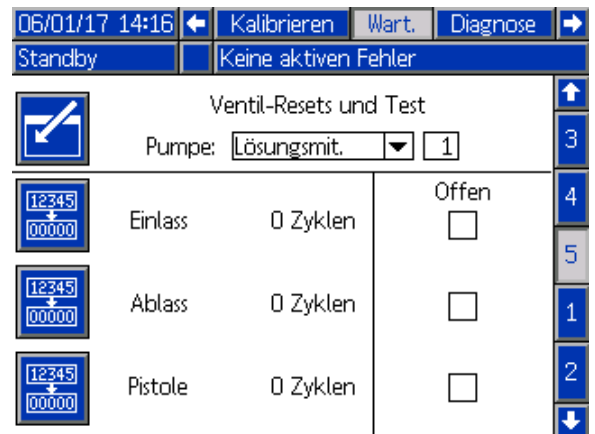 06/01/17 14:16 Kalibrieren Wart. Diagnose
Standby Keine aktiven Fehler
Ventil-Resets und Test
Pumpe: Lösungsmit. 1
3
Offen
4
12345
00000
Einlass 0 Zyklen
5
12345
00000
Ablass 0 Zyklen
1
12345
00000
Pistole 0 Zyklen
2